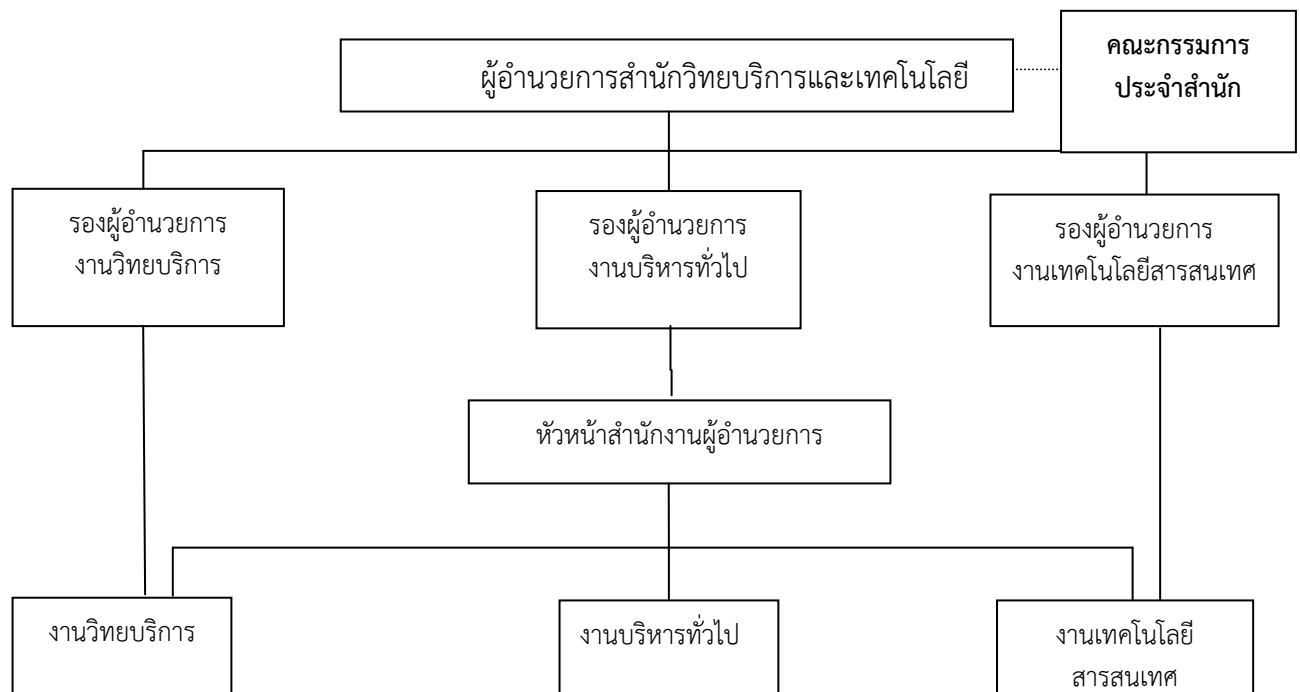 คณะกรรมการ
ประจำสำนัก
ผู้อำนวยการสำนักวิทยบริการและเทคโนโลยี
รองผู้อำนวยการ
งานวิทยบริการ
รองผู้อำนวยการ
งานบริหารทั่วไป
รองผู้อำนวยการ
งานเทคโนโลยีสารสนเทศ
หัวหน้าสำนักงานผู้อำนวยการ
งานวิทยบริการ
งานบริหารทั่วไป
งานเทคโนโลยี
สารสนเทศ